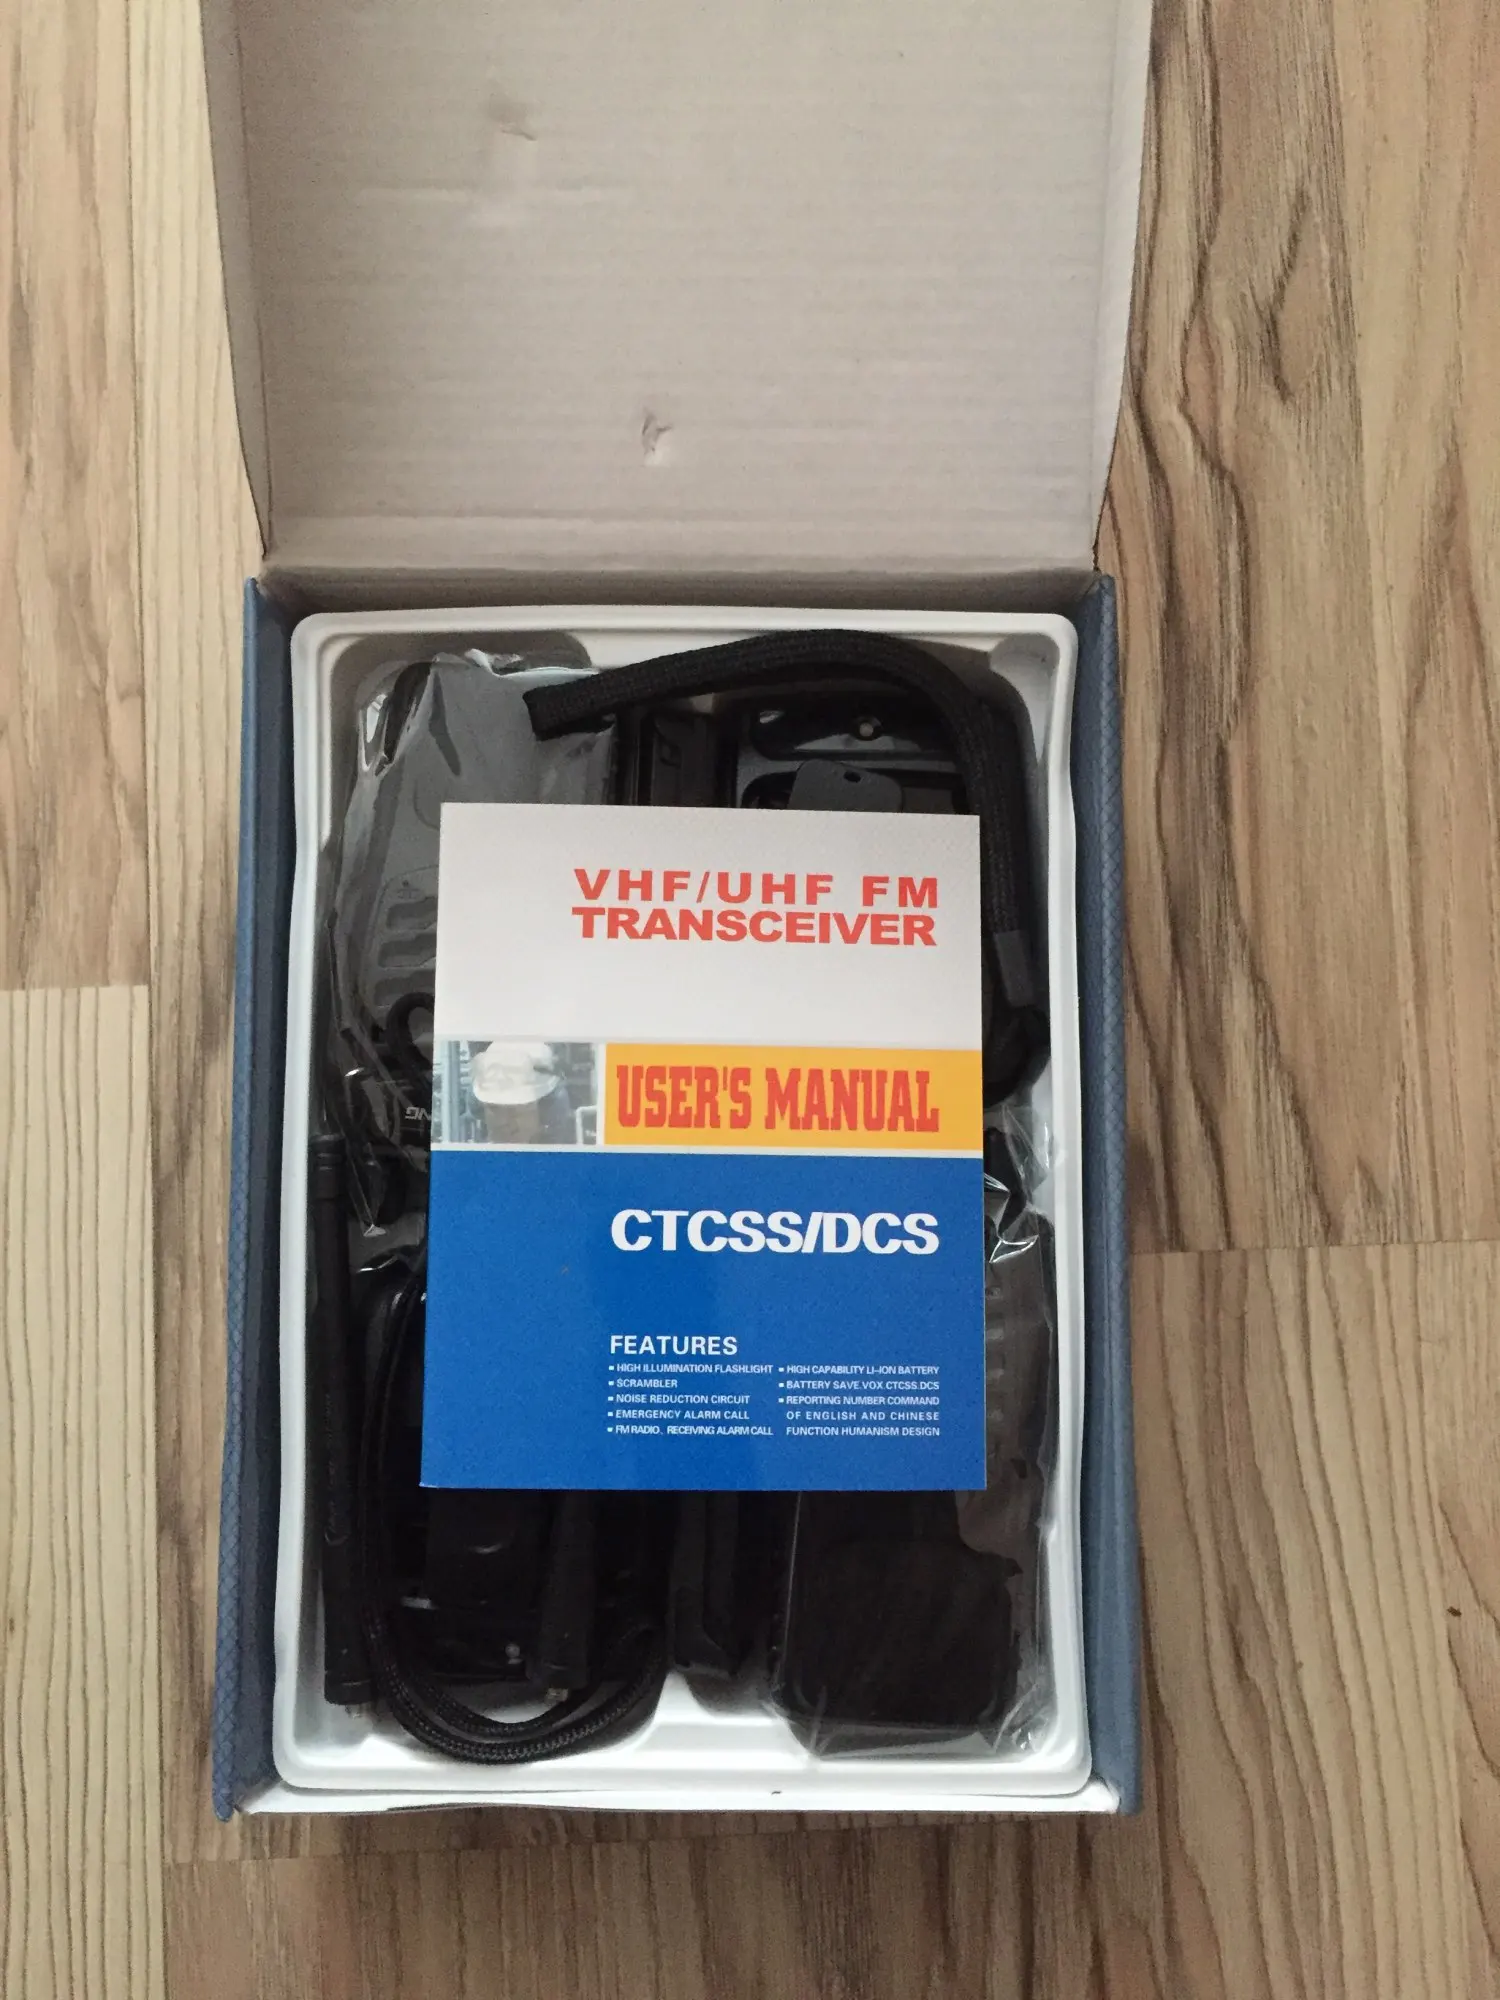 VHF/UHF FM
TRANSCEIVER
USER'S MANUAL
CTCSS/DCS
FEATURES
▪ HIGH ILLUMINATION FLASHLIGHT
▪ SCRAMBLER
▪ NOISE REDUCTION CIRCUIT
▪ EMERGENCY ALARM CALL
▪ FM RADIO、RECEIVING ALARM CALL
▪ HIGH CAPABILITY LI-ION BATTERY
▪ BATTERY SAVE.VOX.CTCSS.DCS
▪ REPORTING NUMBER COMMAND
OF ENGLISH AND CHINESE
FUNCTION HUMANISM DESIGN